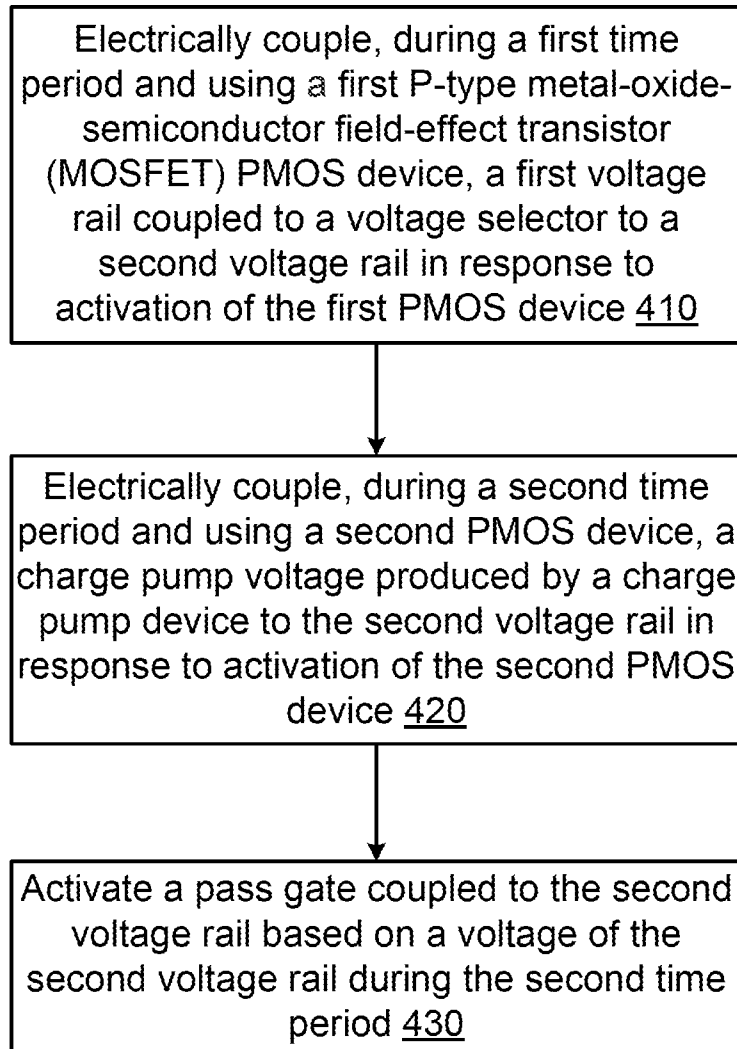 Electrically couple, during a first time
period and using a first P-type metal-oxide-
semiconductor field-effect transistor
(MOSFET) PMOS device, a first voltage
rail coupled to a voltage selector to a
second voltage rail in response to
activation of the first PMOS device 410
Electrically couple, during a second time
period and using a second PMOS device, a
charge pump voltage produced by a charge
pump device to the second voltage rail in
response to activation of the second PMOS
device 420
Activate a pass gate coupled to the second
voltage rail based on a voltage of the
second voltage rail during the second time
period 430